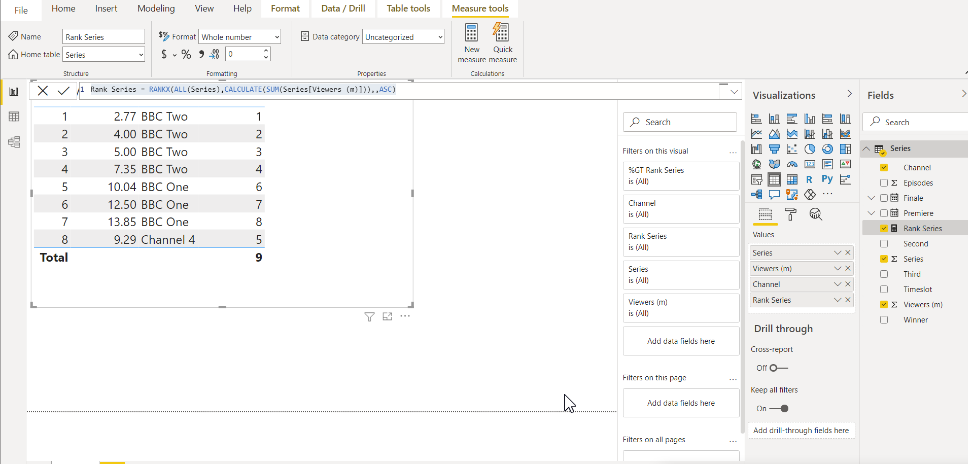 File Home Insert Modeling View Help Format Data / Drill Table tools Measure tools
Name Rank Series
Home table Series
Structure
Format Whole number
$ % 9 0
Formatting
Data category Uncategorized
Properties
New measure
Quick measure
Calculations
1 Rank Series = RANKX(ALL(Series),CALCULATE(SUM(Series[Viewers (m)])),,ASC)
1 2.77 BBC Two 1
2 4.00 BBC Two 2
3 5.00 BBC Two 3
4 7.35 BBC Two 4
5 10.04 BBC One 6
6 12.50 BBC One 7
7 13.85 BBC One 8
8 9.29 Channel 4 5
Total 9
Search
Filters on this visual
%GT Rank Series
is (All)
Channel
is (All)
Rank Series
is (All)
Series
is (All)
Viewers (m)
is (All)
Add data fields here
Filters on this page
Add data fields here
Filters on all pages
Visualizations
R Py
Values
Series
Viewers (m)
Channel
Rank Series
Drill through
Cross-report
Off
Keep all filters
On
Add drill-through fields here
Fields
Search
Series
Channel
Σ Episodes
Finale
Premiere
Rank Series
Second
Σ Series
Third
Timeslot
Σ Viewers (m)
Winner